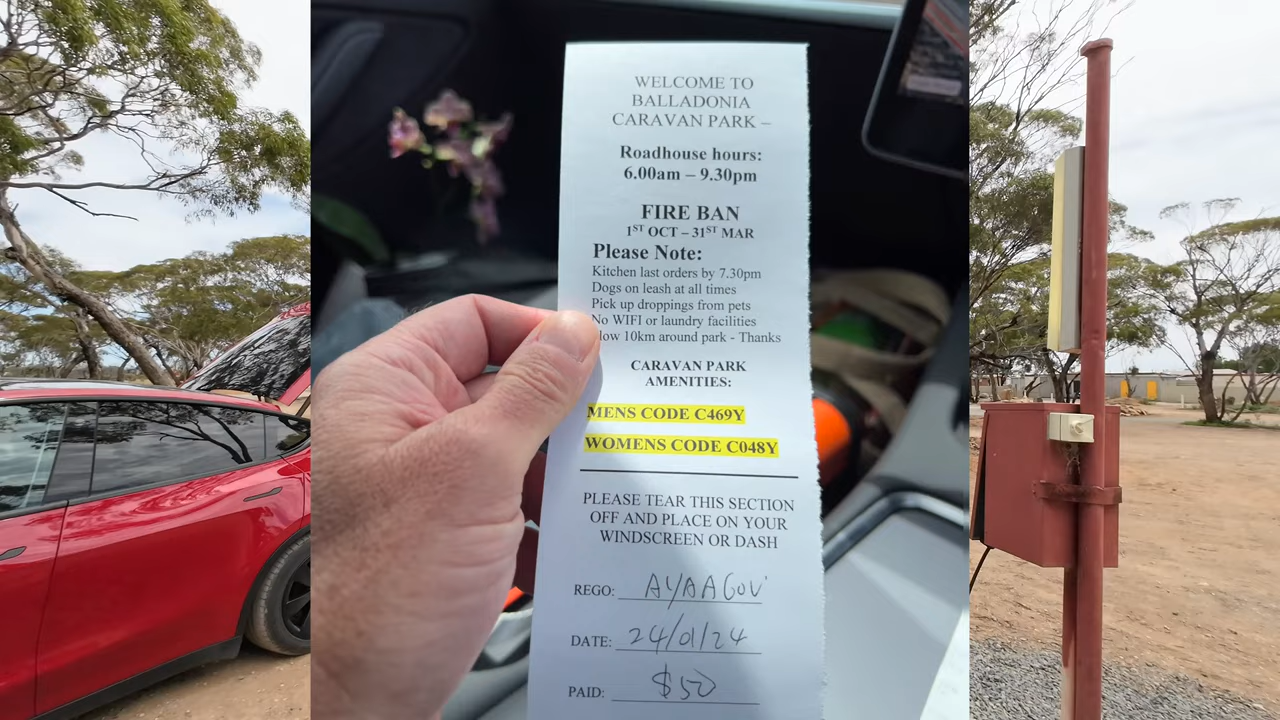 WELCOME TO
BALLADONIA
CARAVAN PARK –
Roadhouse hours:
6.00am – 9.30pm
FIRE BAN
1ST OCT – 31ST MAR
Please Note:
Kitchen last orders by 7.30pm
Dogs on leash at all times
Pick up droppings from pets
No WIFI or laundry facilities
low 10km around park - Thanks
CARAVAN PARK
AMENITIES:
MENS CODE C469Y
WOMENS CODE C048Y
PLEASE TEAR THIS SECTION
OFF AND PLACE ON YOUR
WINDSCREEN OR DASH
REGO:
DATE: 24/01/24
PAID: $50